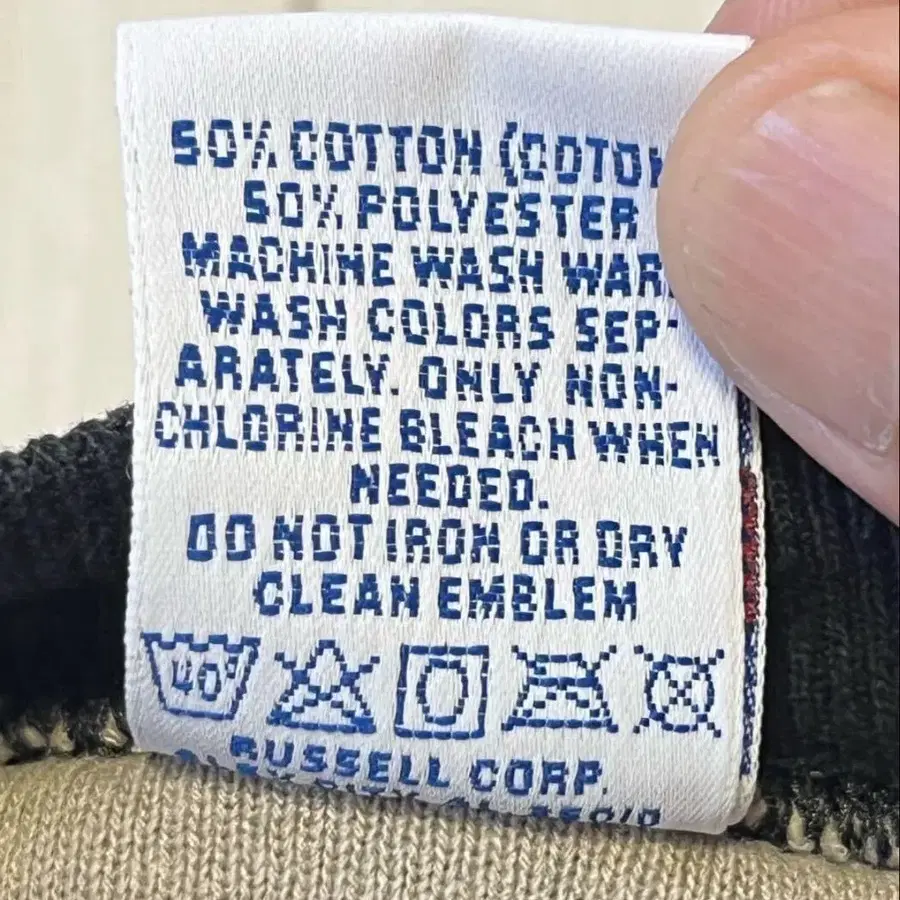 50% COTTON (COTON
50% POLYESTER
MACHINE WASH WAR
WASH COLORS SEP-
ARATELY. ONLY NON-
CHLORINE BLEACH WHEN
NEEDED.
DO NOT IRON OR DRY
CLEAN EMBLEM
40°
RUSSELL CORP.